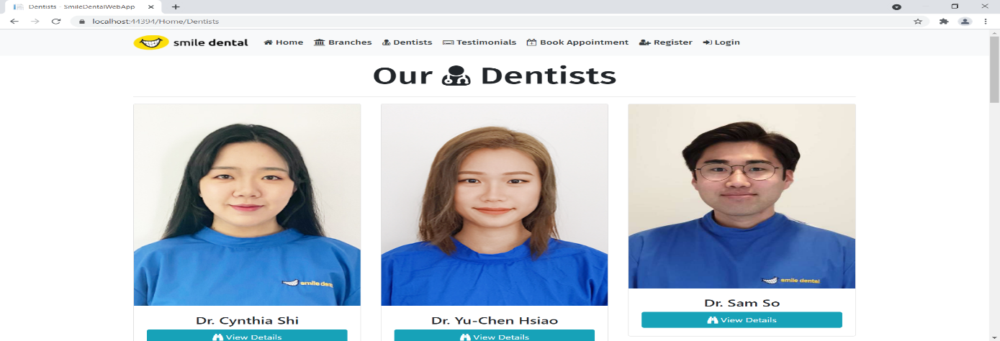 Dentists - SmileDentalWebApp
localhost:44394/Home/Dentists
smile dental Home Branches Dentists Testimonials Book Appointment Register Login
Our Dentists
smile dental
smile dental
Dr. Cynthia Shi
Dr. Yu-Chen Hsiao
Dr. Sam So
View Details
View Details
View Details